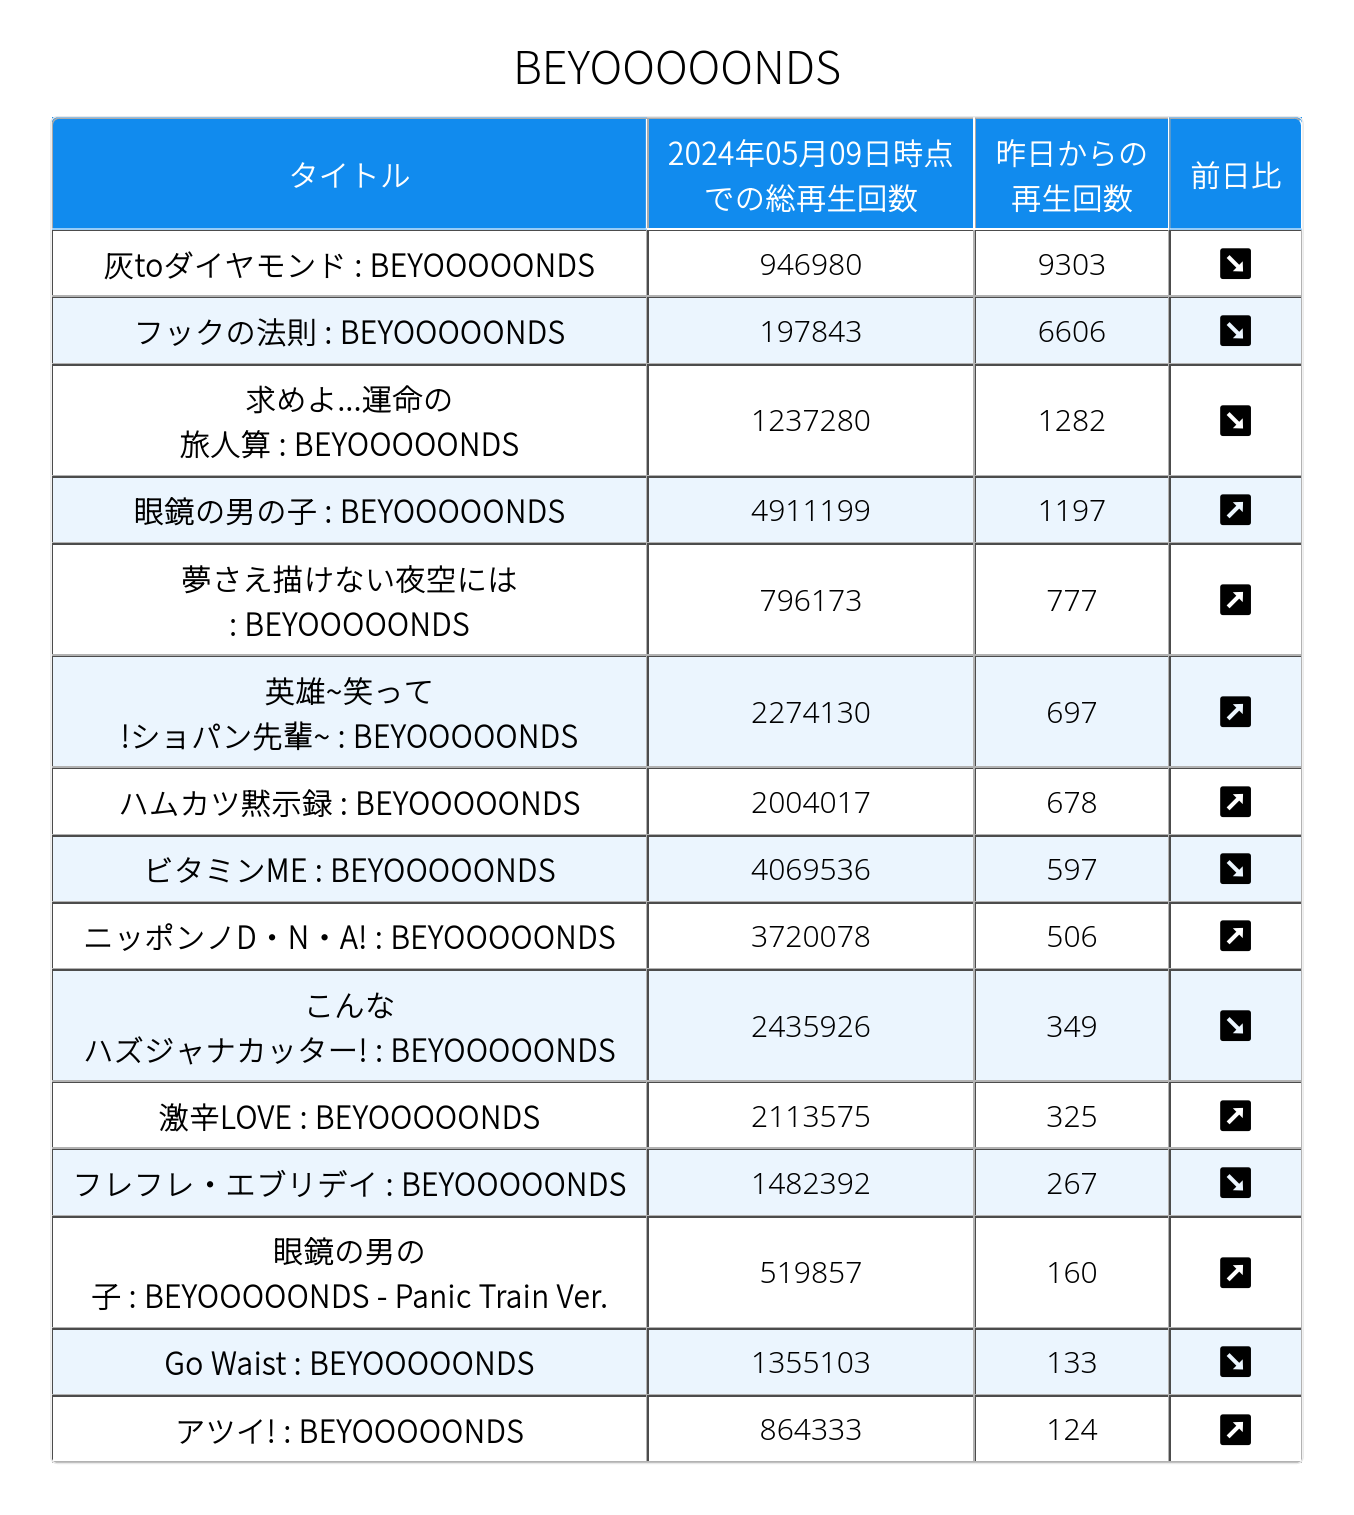 BEYOOOOONDS
タイトル
2024年05月09日時点
での総再生回数
昨日からの
再生回数
前日比
灰toダイヤモンド : BEYOOOOONDS 946980 9303
フックの法則 : BEYOOOOONDS 197843 6606
求めよ...運命の
旅人算 : BEYOOOOONDS 1237280 1282
眼鏡の男の子 : BEYOOOOONDS 4911199 1197
夢さえ描けない夜空には
: BEYOOOOONDS 796173 777
英雄~笑って
!ショパン先輩~ : BEYOOOOONDS 2274130 697
ハムカツ黙示録 : BEYOOOOONDS 2004017 678
ビタミンME : BEYOOOOONDS 4069536 597
ニッポンノD・N・A! : BEYOOOOONDS 3720078 506
こんな
ハズジャナカッター! : BEYOOOOONDS 2435926 349
激辛LOVE : BEYOOOOONDS 2113575 325
フレフレ・エブリデイ : BEYOOOOONDS 1482392 267
眼鏡の男の
子 : BEYOOOOONDS - Panic Train Ver. 519857 160
Go Waist : BEYOOOOONDS 1355103 133
アツイ! : BEYOOOOONDS 864333 124